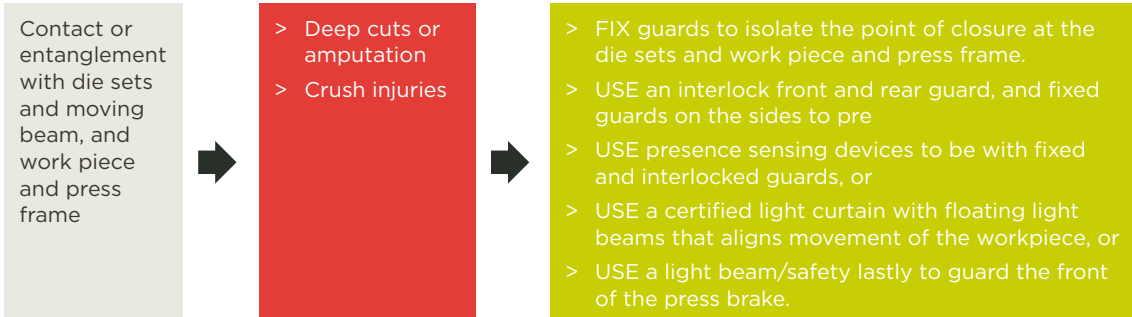 Contact or
entanglement
with die sets
and moving
beam, and
work piece
and press
frame
> Deep cuts or
amputation
> Crush injuries
> FIX guards to isolate the point of closure at the
die sets and work piece and press frame.
> USE an interlock front and rear guard, and fixed
guards on the sides to pre
> USE presence sensing devices to be with fixed
and interlocked guards, or
> USE a certified light curtain with floating light
beams that aligns movement of the workpiece, or
> USE a light beam/safety lastly to guard the front
of the press brake.